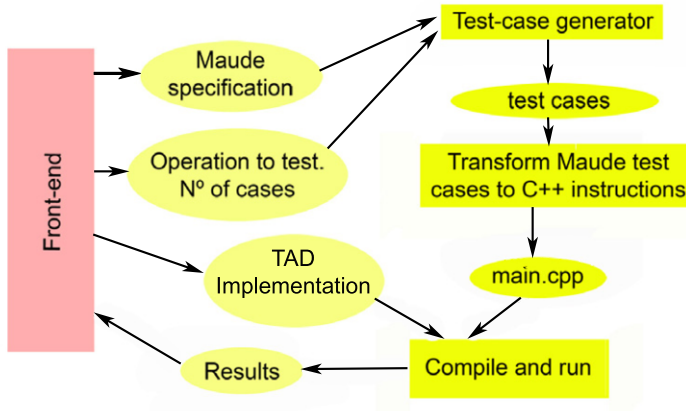 Test-case generator
Maude
specification
test cases
Operation to test.
Nº of cases
Transform Maude test
cases to C++ instructions
Front-end
TAD
Implementation
main.cpp
Results
Compile and run